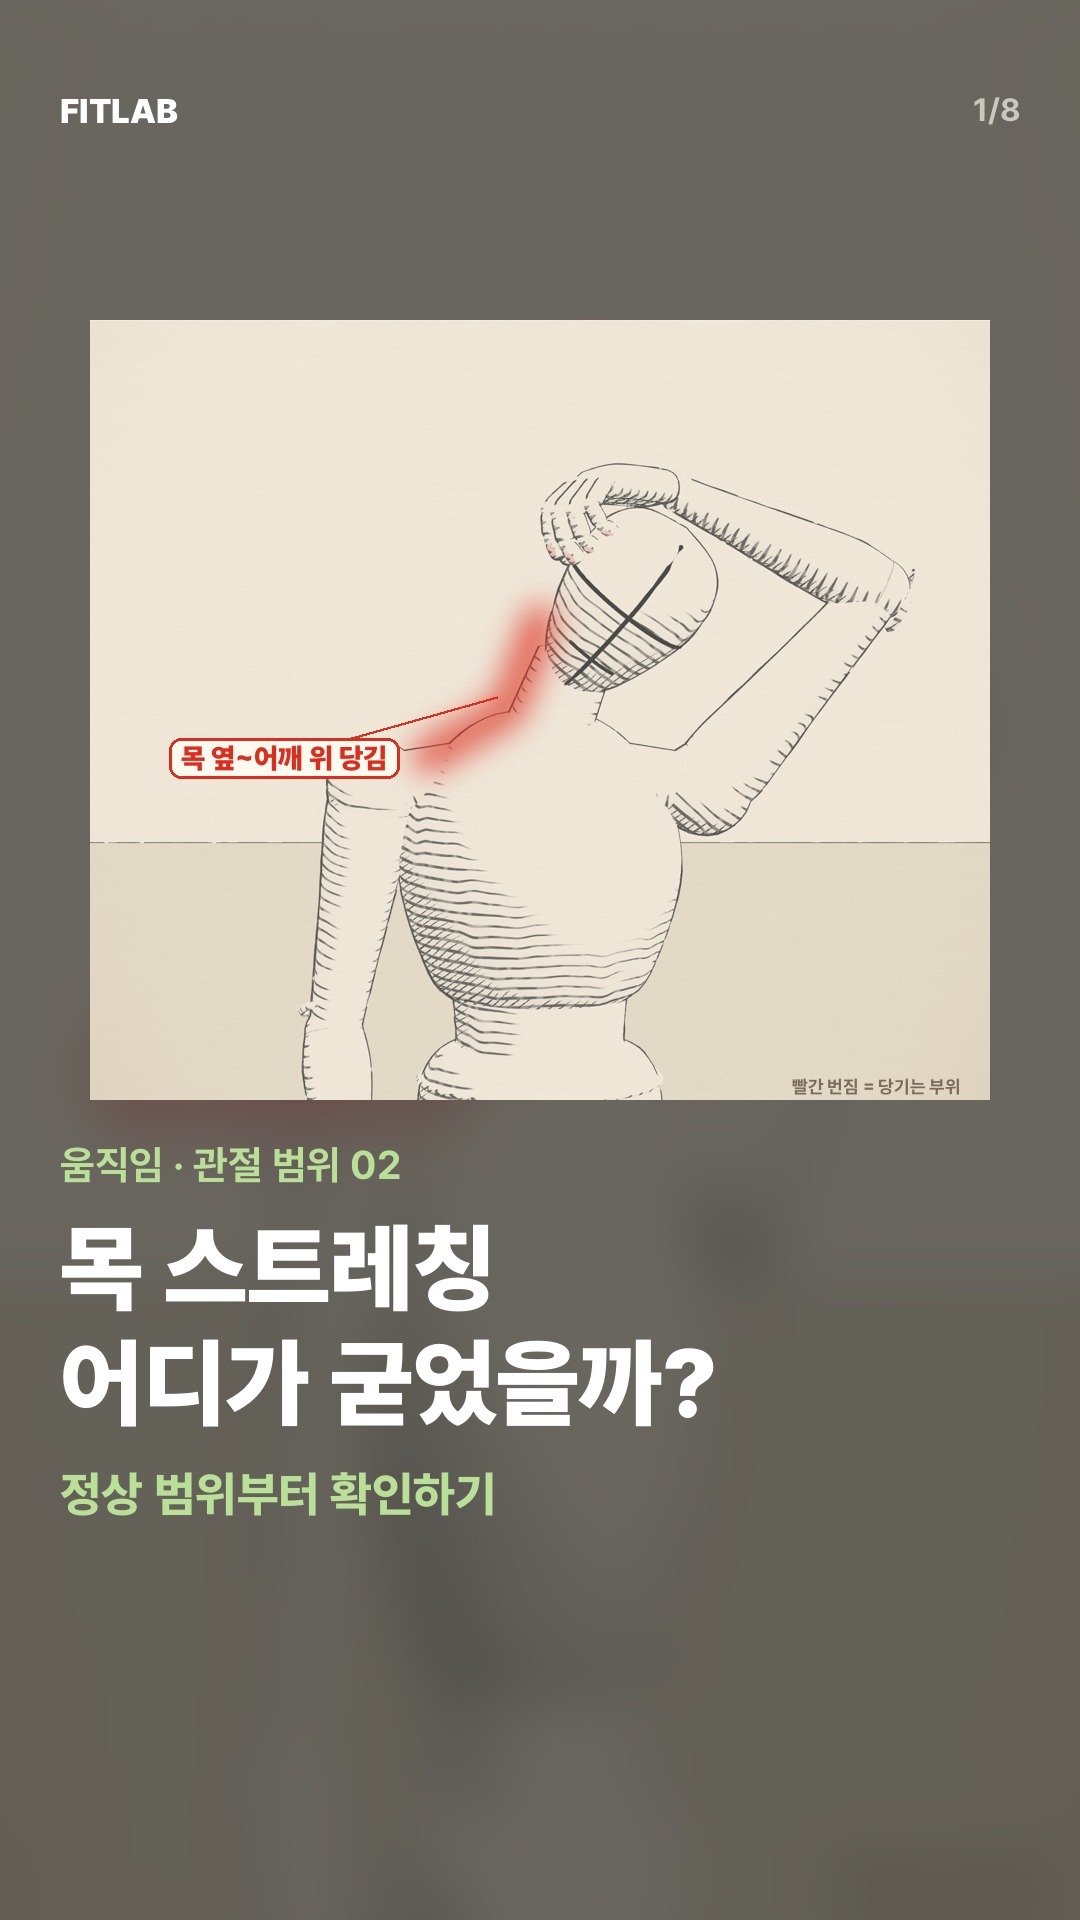 FITLAB
1/8
목 옆~어깨 위 당김
빨간 번짐 = 당기는 부위
움직임 · 관절 범위 02
목 스트레칭
어디가 굳었을까?
정상 범위부터 확인하기